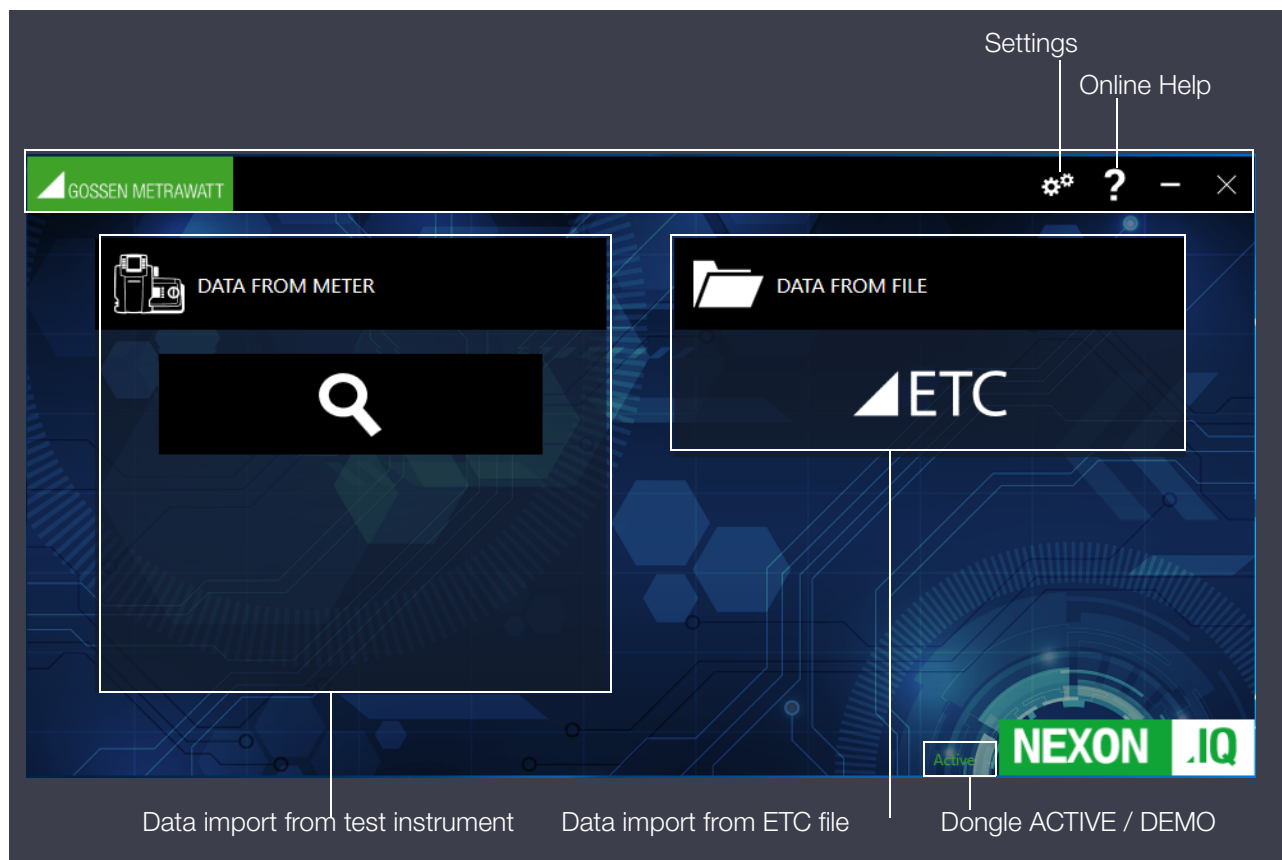 Settings
Online Help
GOSSEN METRAWATT
?
DATA FROM METER
DATA FROM FILE
ETC
Active
NEXON .IQ
Data import from test instrument
Data import from ETC file
Dongle ACTIVE / DEMO